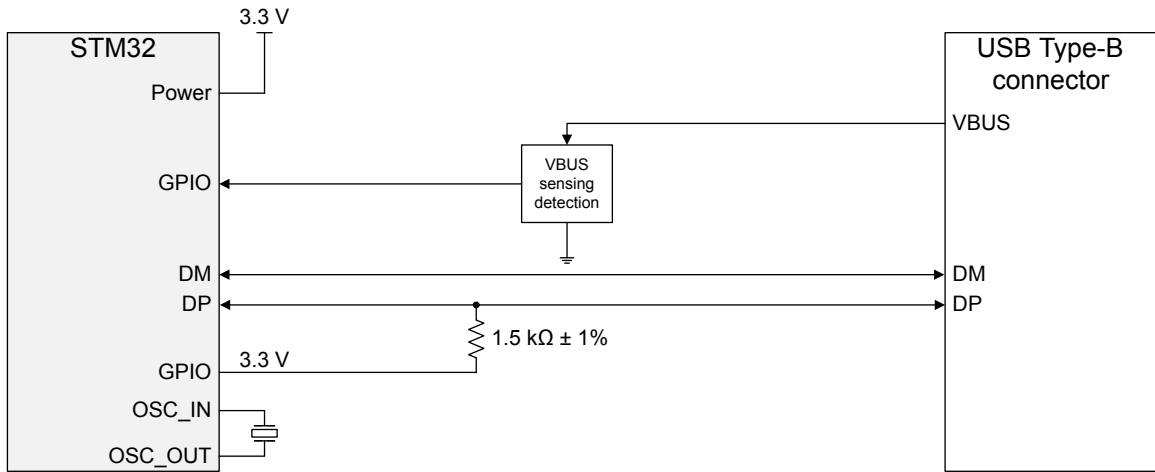 3.3 V
STM32
USB Type-B
connector
Power
VBUS
VBUS
sensing
detection
GPIO
DM
DM
DP
DP
1.5 kΩ ± 1%
3.3 V
GPIO
OSC_IN
OSC_OUT